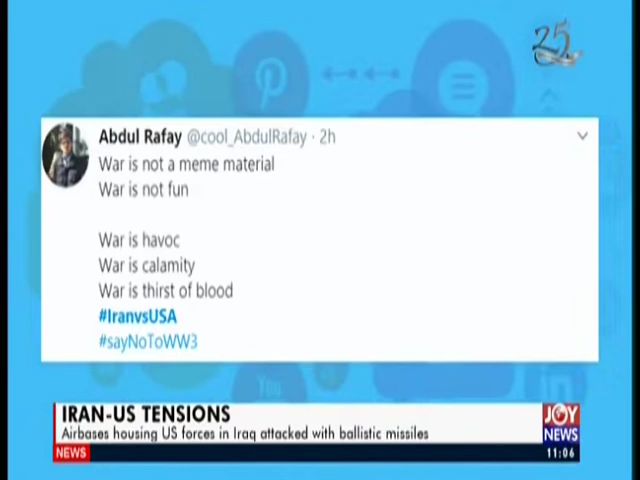 25
Abdul Rafay @cool_AbdulRafay · 2h
War is not a meme material
War is not fun
War is havoc
War is calamity
War is thirst of blood
#IranvsUSA
#sayNoToWW3
You
in
IRAN-US TENSIONS
Airbases housing US forces in Iraq attacked with ballistic missiles
JOY
NEWS
NEWS
11:06